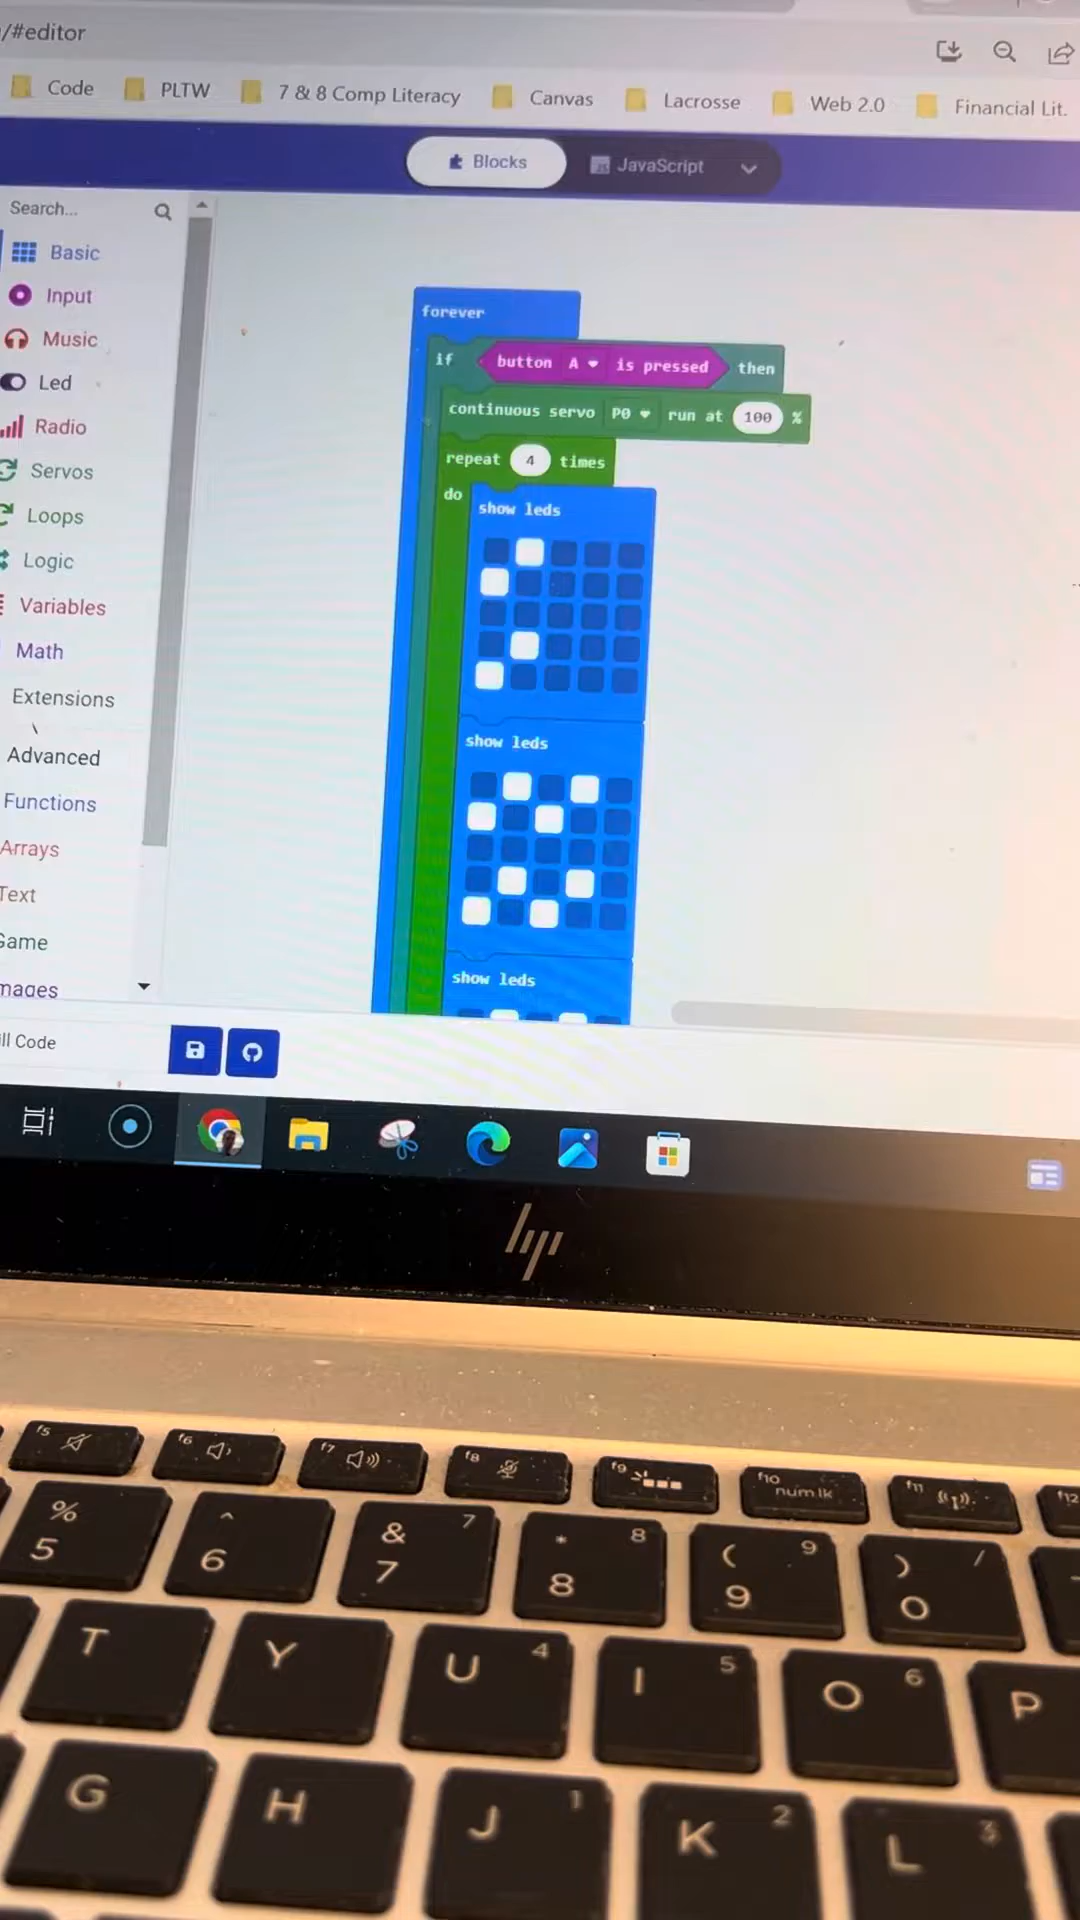 /#editor
Code PLTW 7 & 8 Comp Literacy Canvas Lacrosse Web 2.0 Financial Lit.
Blocks JavaScript
Search...
Basic
Input
Music
Led
Radio
Servos
Loops
Logic
Variables
Math
Extensions
Advanced
Functions
Arrays
Text
Game
mages
forever
if button A is pressed then
continuous servo P0 run at 100 %
repeat 4 times
do
show leds
show leds
show leds
ill Code
hp
f5 f6 f7 f8 f9 f10 num lk f11 f12
% 5 ^ 6 & 7 7 * 8 8 ( 9 9 ) 0 /
T Y U 4 I 5 O 6 P
G H J 1 K 2 L 3